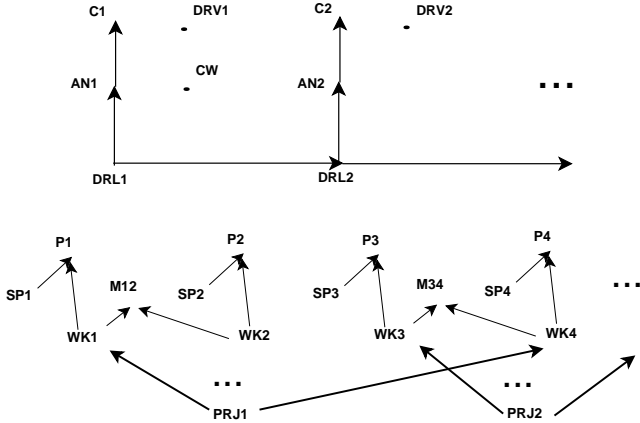 C1 DRV1 C2 DRV2
AN1 CW AN2 ...
DRL1 DRL2
P1 P2 P3 P4
SP1 M12 SP2 SP3 M34 SP4 ...
WK1 WK2 WK3 WK4
... ...
PRJ1 PRJ2